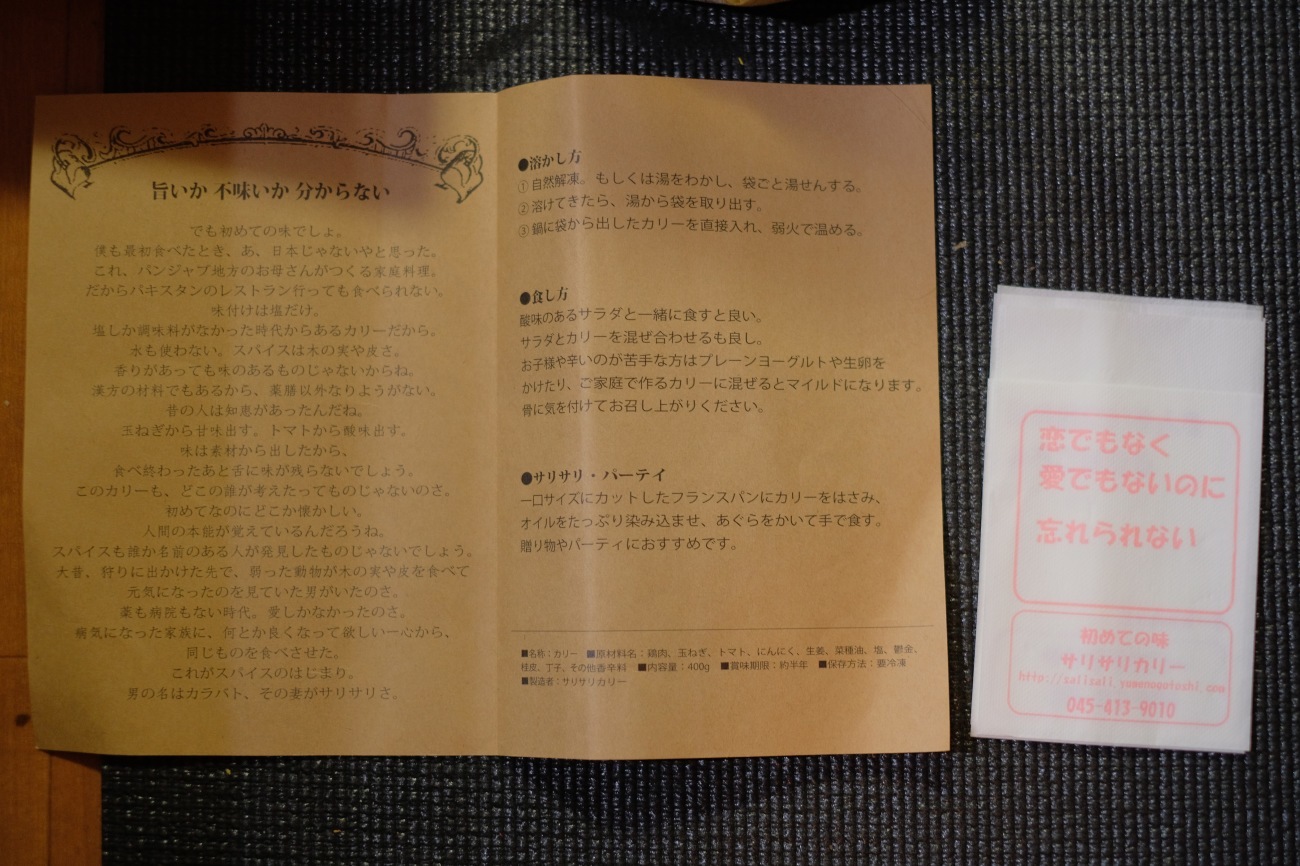 旨いか 不味いか 分からない
でも初めての味でしょ。
僕も最初食べたとき、あ、日本じゃないやと思った。
これ、パンジャブ地方のお母さんがつくる家庭料理。
だからパキスタンのレストラン行っても食べられない。
味付けは塩だけ。
塩しか調味料がなかった時代からあるカリーだから。
水も使わない。スパイスは木の実や皮さ。
香りがあっても味のあるものじゃないからね。
漢方の材料でもあるから、薬膳以外なりようがない。
昔の人は知恵があったんだね。
玉ねぎから甘味出す。トマトから酸味出す。
味は素材から出したから、
食べ終わったあと舌に味が残らないでしょう。
このカリーも、どこの誰が考えたってものじゃないのさ。
初めてなのにどこか懐かしい。
人間の本能が覚えているんだろうね。
スパイスも誰か名前のある人が発見したものじゃないでしょう。
大昔、狩りに出かけた先で、弱った動物が木の実や皮を食べて
元気になったのを見ていた男がいたのさ。
薬も病院もない時代。愛しかなかったのさ。
病気になった家族に、何とか良くなって欲しい一心から、
同じものを食べさせた。
これがスパイスのはじまり。
男の名はカラバト、その妻がサリサリさ。
●溶かし方
①自然解凍。もしくは湯をわかし、袋ごと湯せんする。
②溶けてきたら、湯から袋を取り出す。
③鍋に袋から出したカリーを直接入れ、弱火で温める。
●食し方
酸味のあるサラダと一緒に食すと良い。
サラダとカリーを混ぜ合わせるも良し。
お子様や辛いのが苦手な方はプレーンヨーグルトや生卵を
かけたり、ご家庭で作るカリーに混ぜるとマイルドになります。
骨に気を付けてお召し上がりください。
●サリサリ・パーテイ
一口サイズにカットしたフランスパンにカリーをはさみ、
オイルをたっぷり染み込ませ、あぐらをかいて手で食す。
贈り物やパーティにおすすめです。
■名称：カリー ■原材料名：鶏肉、玉ねぎ、トマト、にんにく、生姜、菜種油、塩、鬱金、
桂皮、丁子、その他香辛料 ■内容量：400g ■賞味期限：約半年 ■保存方法：要冷凍
■製造者：サリサリカリー
恋でもなく
愛でもないのに
忘れられない
初めての味
サリサリカリー
http://salisali.yumenogotoshi.com
045-413-9010